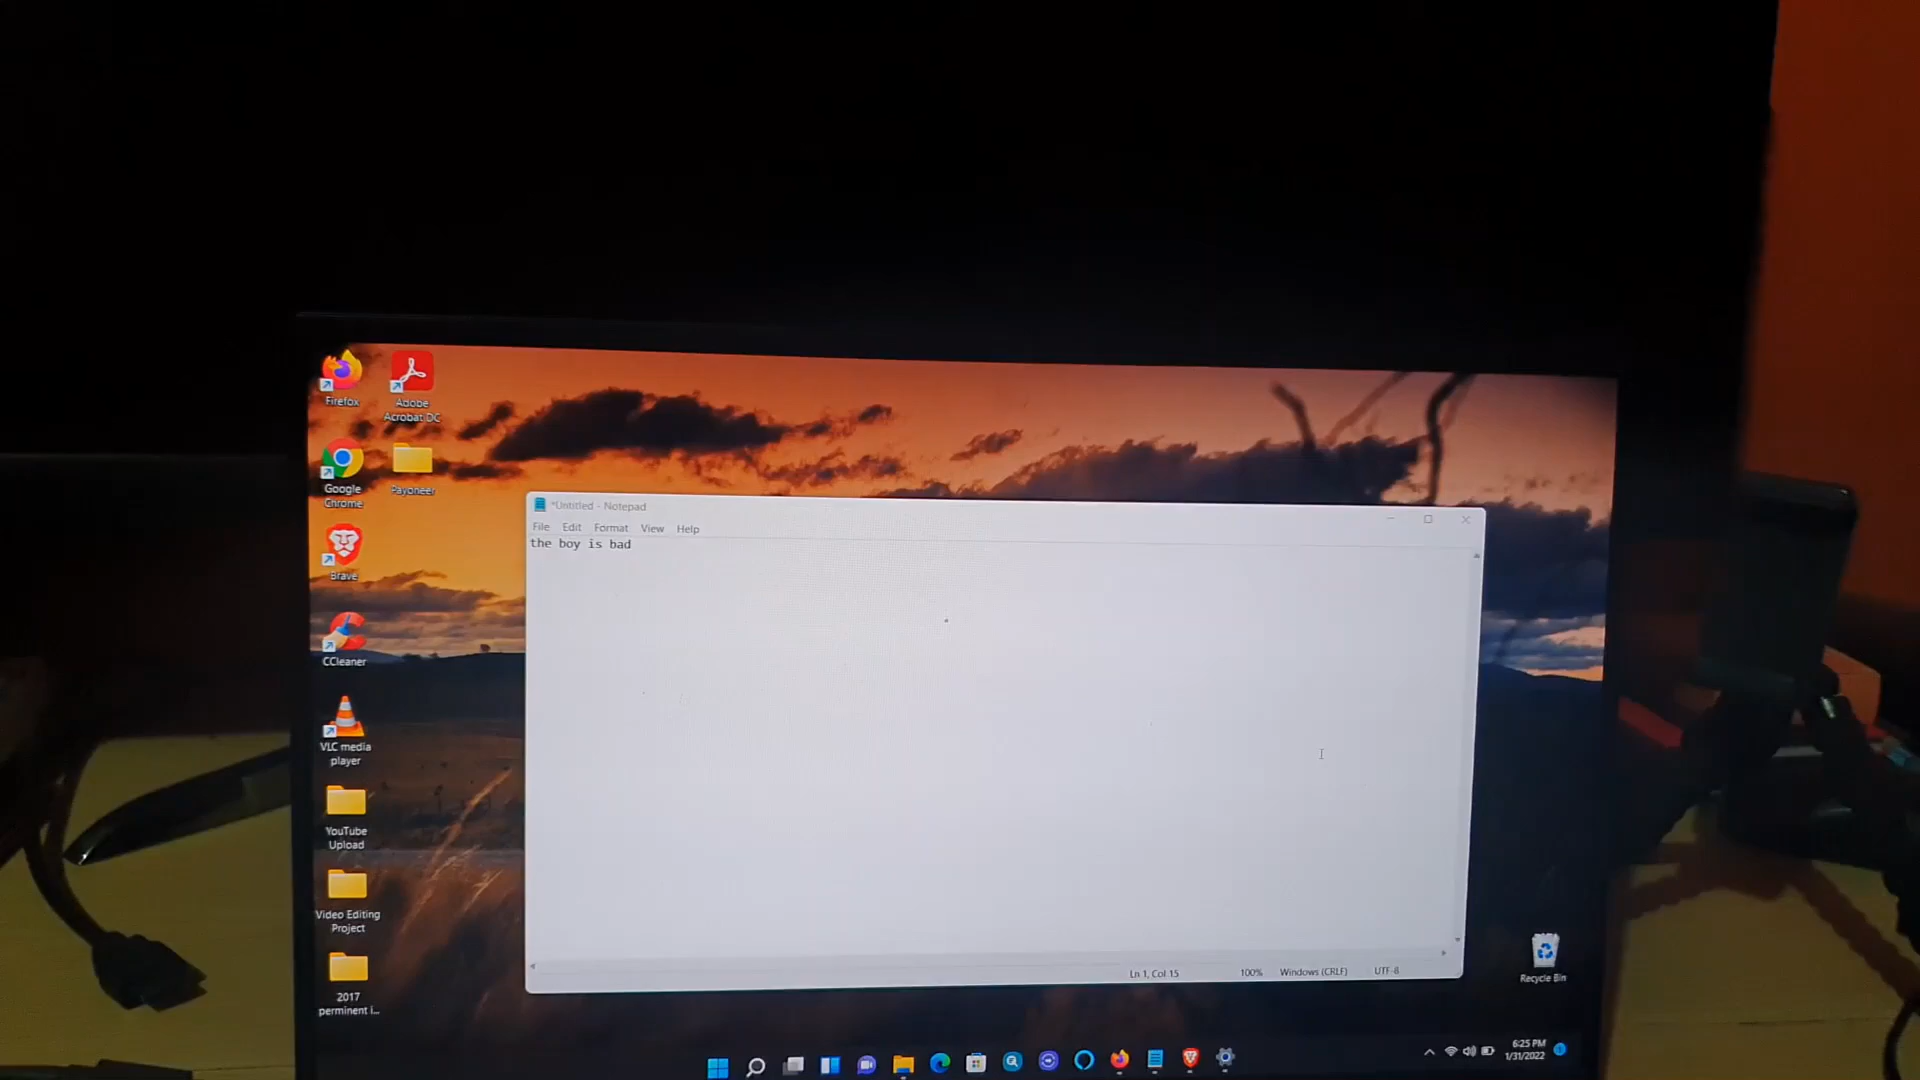 Firefox
Adobe
Acrobat DC
Google
Chrome
Payoneer
Brave
CCleaner
VLC media
player
YouTube
Upload
Video Editing
Project
2017
perminent i...
*Untitled - Notepad
File Edit Format View Help
the boy is bad
Ln 1, Col 15 100% Windows (CRLF) UTF-8
Recycle Bin
6:25 PM
1/31/2022